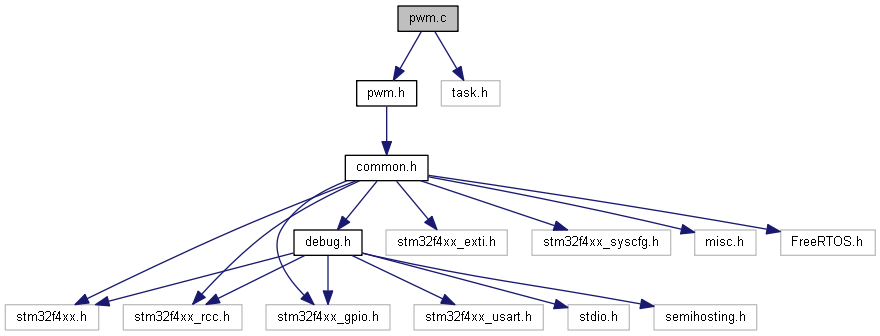 pwm.c
pwm.h
task.h
common.h
debug.h
stm32f4xx_exti.h
stm32f4xx_syscfg.h
misc.h
FreeRTOS.h
stm32f4xx.h
stm32f4xx_rcc.h
stm32f4xx_gpio.h
stm32f4xx_usart.h
stdio.h
semihosting.h